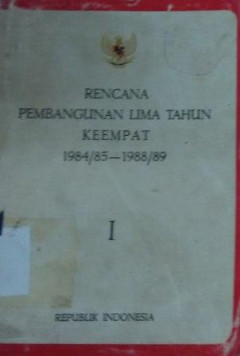 RENCANA
PEMBANGUNAN LIMA TAHUN
KEEMPAT
1984/85—1988/89
I
REPUBLIK INDONESIA